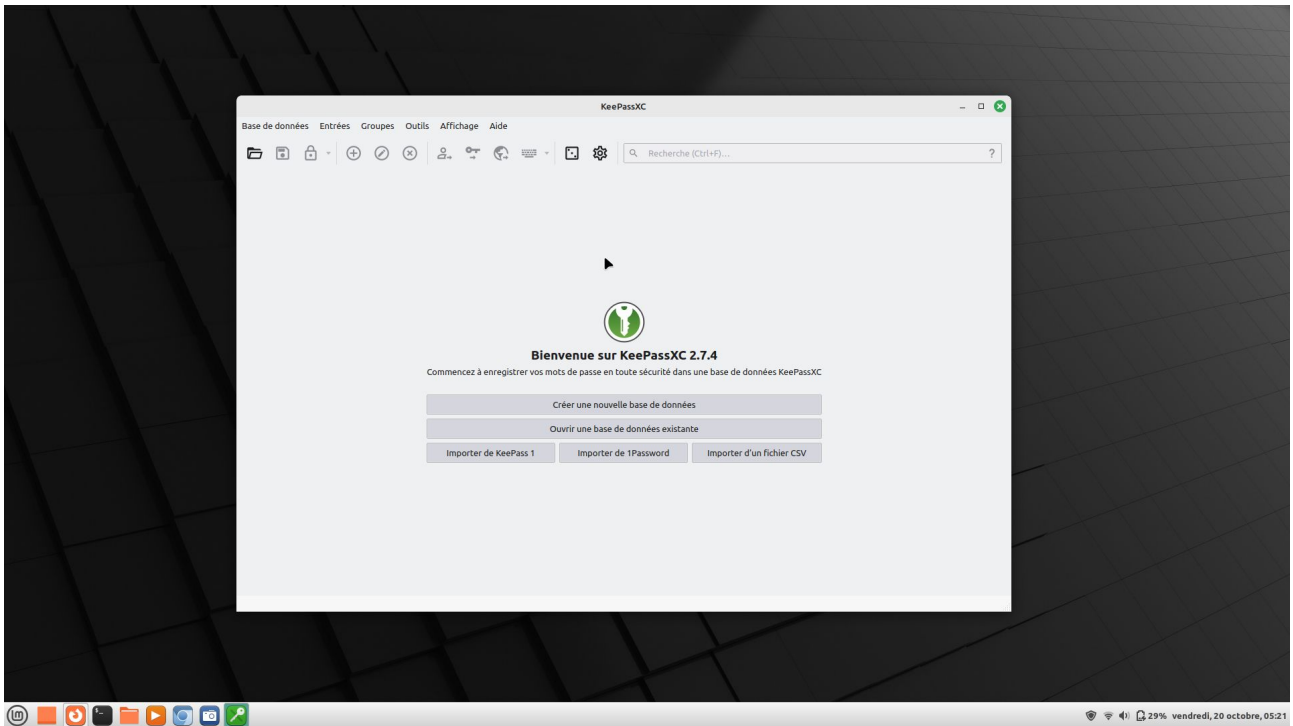 KeePassXC
Base de données Entrées Groupes Outils Affichage Aide
Recherche (Ctrl+F)... ?
Bienvenue sur KeePassXC 2.7.4
Commencez à enregistrer vos mots de passe en toute sécurité dans une base de données KeePassXC
Créer une nouvelle base de données
Ouvrir une base de données existante
Importer de KeePass 1 Importer de 1Password Importer d'un fichier CSV
29% vendredi, 20 octobre, 05:21